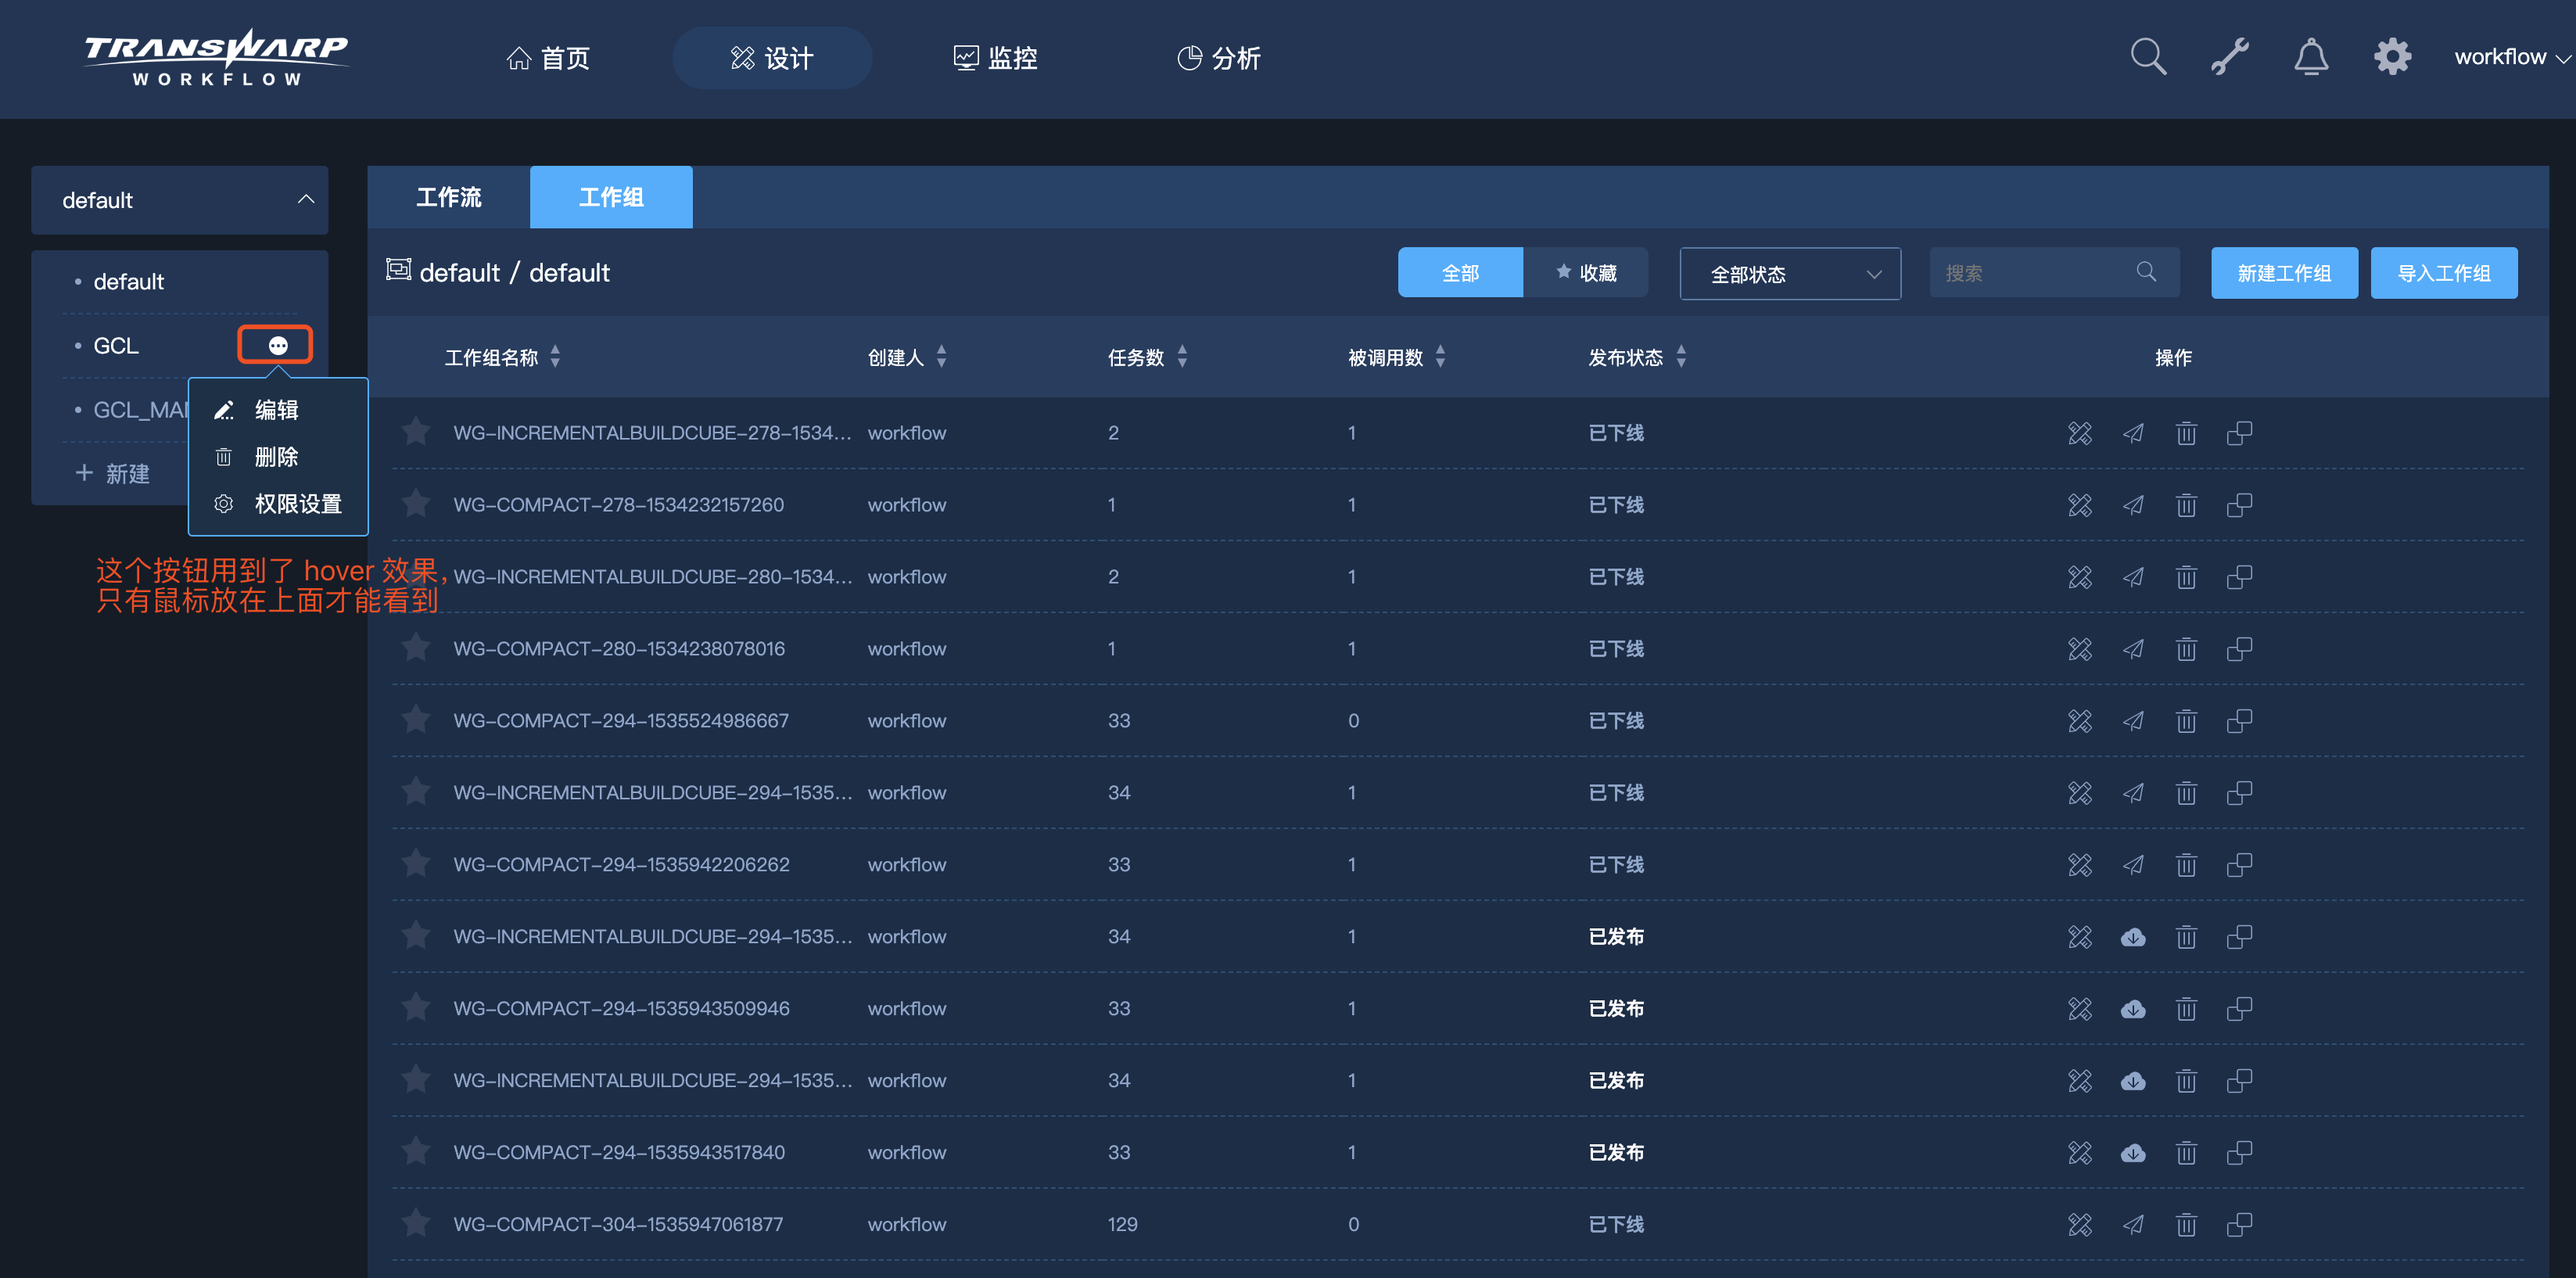 TRANSWARP
WORKFLOW
首页
设计
监控
分析
workflow
default
default
GCL
GCL_MA
新建
编辑
删除
权限设置
这个按钮用到了 hover 效果，
只有鼠标放在上面才能看到
工作流
工作组
default / default
全部
收藏
全部状态
搜索
新建工作组
导入工作组
工作组名称 创建人 任务数 被调用数 发布状态 操作
WG-INCREMENTALBUILDCUBE-278-1534... workflow 2 1 已下线
WG-COMPACT-278-1534232157260 workflow 1 1 已下线
WG-INCREMENTALBUILDCUBE-280-1534... workflow 2 1 已下线
WG-COMPACT-280-1534238078016 workflow 1 1 已下线
WG-COMPACT-294-1535524986667 workflow 33 0 已下线
WG-INCREMENTALBUILDCUBE-294-1535... workflow 34 1 已下线
WG-COMPACT-294-1535942206262 workflow 33 1 已下线
WG-INCREMENTALBUILDCUBE-294-1535... workflow 34 1 已发布
WG-COMPACT-294-1535943509946 workflow 33 1 已发布
WG-INCREMENTALBUILDCUBE-294-1535... workflow 34 1 已发布
WG-COMPACT-294-1535943517840 workflow 33 1 已发布
WG-COMPACT-304-1535947061877 workflow 129 0 已下线